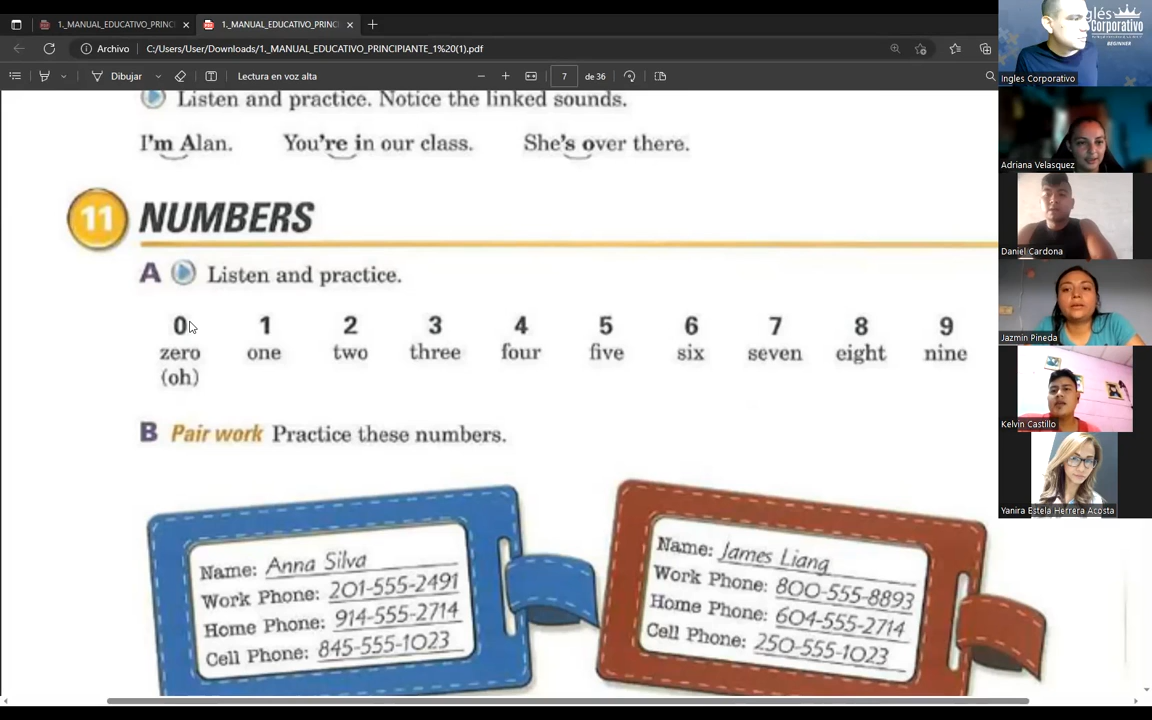 1._MANUAL_EDUCATIVO_PRINC
1._MANUAL_EDUCATIVO_PRINC
Archivo
C:/Users/User/Downloads/1._MANUAL_EDUCATIVO_PRINCIPIANTE_1%20(1).pdf
Dibujar
Lectura en voz alta
7
de 36
Listen and practice. Notice the linked sounds.
I'm Alan. You're in our class. She's over there.
11 NUMBERS
A Listen and practice.
0 1 2 3 4 5 6 7 8 9
zero one two three four five six seven eight nine
(oh)
B Pair work Practice these numbers.
Name: Anna Silva
Work Phone: 201-555-2491
Home Phone: 914-555-2714
Cell Phone: 845-555-1023
Name: James Liang
Work Phone: 800-555-8893
Home Phone: 604-555-2714
Cell Phone: 250-555-1023
Corporativo
BEGINNER
Ingles Corporativo
Adriana Velasquez
Daniel Cardona
Jazmin Pineda
Kelvin Castillo
Yanira Estela Herrera Acosta